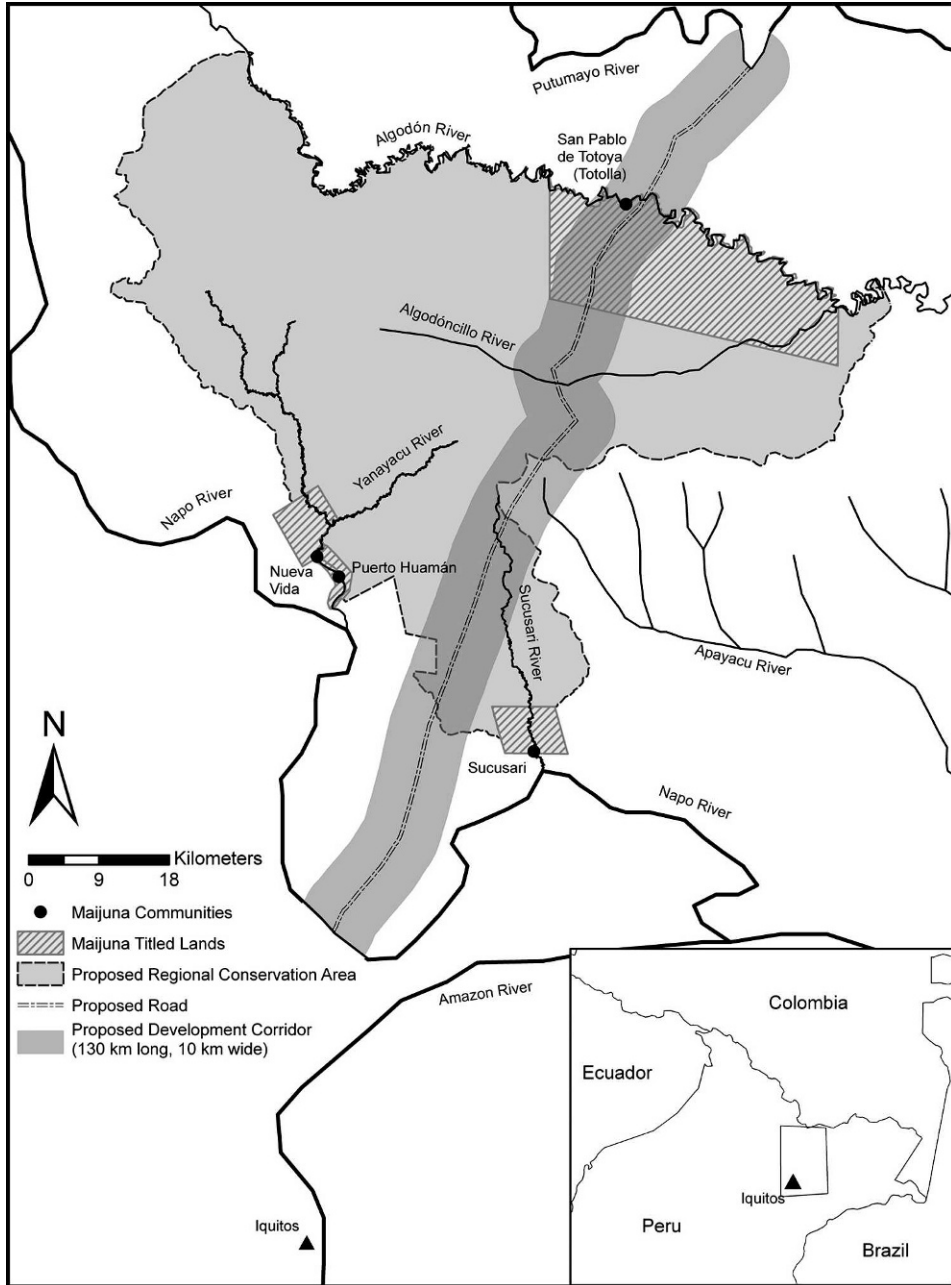 Putumayo River
Algodón River
San Pablo
de Totoya
(Totolla)
Algodóncillo River
Yanayacu River
Napo River
Nueva
Vida
Puerto Huamán
Sucusari River
Apayacu River
Sucusari
Napo River
N
Kilometers
0 9 18
Maijuna Communities
Maijuna Titled Lands
Proposed Regional Conservation Area
Proposed Road
Proposed Development Corridor
(130 km long, 10 km wide)
Amazon River
Iquitos
Colombia
Ecuador
Iquitos
Peru
Brazil